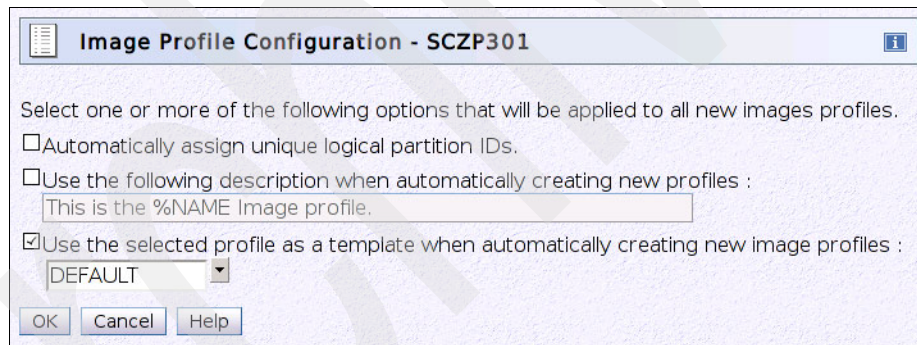 Image Profile Configuration - SCZP301
Select one or more of the following options that will be applied to all new images profiles.
Automatically assign unique logical partition IDs.
Use the following description when automatically creating new profiles :
This is the %NAME Image profile.
Use the selected profile as a template when automatically creating new image profiles :
DEFAULT
OK Cancel Help